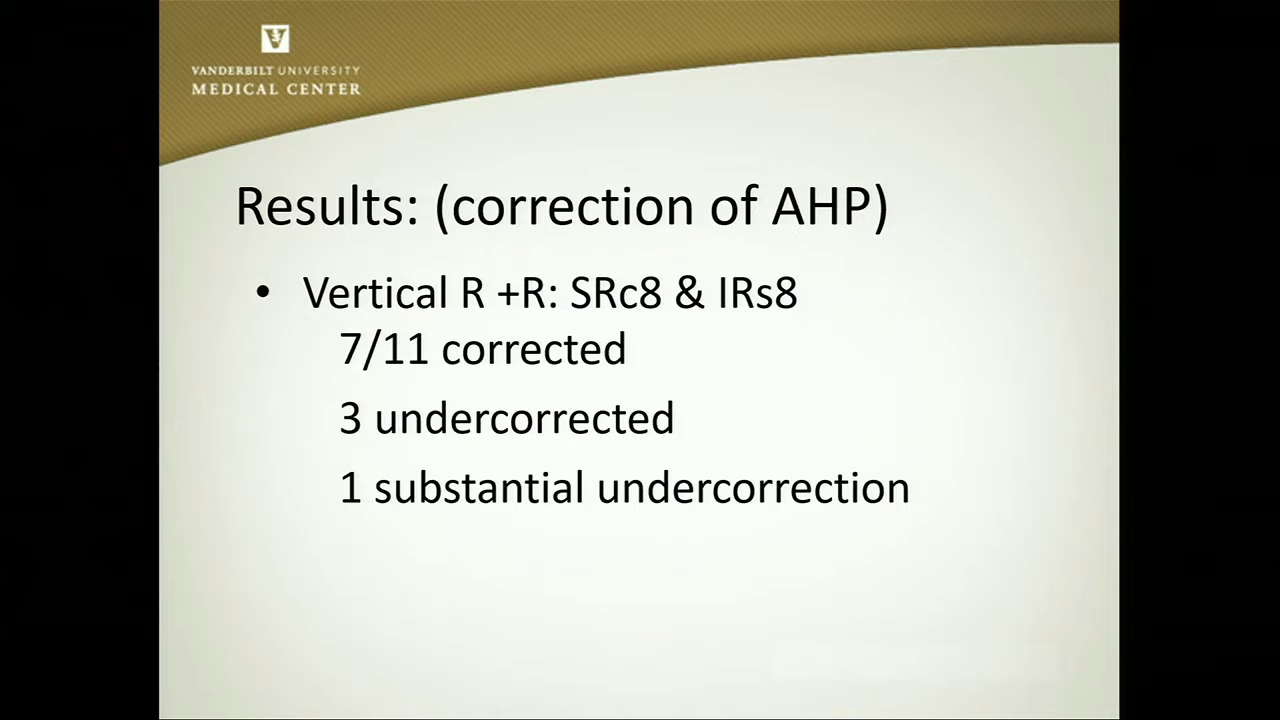 VANDERBILT UNIVERSITY
MEDICAL CENTER
Results: (correction of AHP)
• Vertical R +R: SRc8 & IRs8
7/11 corrected
3 undercorrected
1 substantial undercorrection